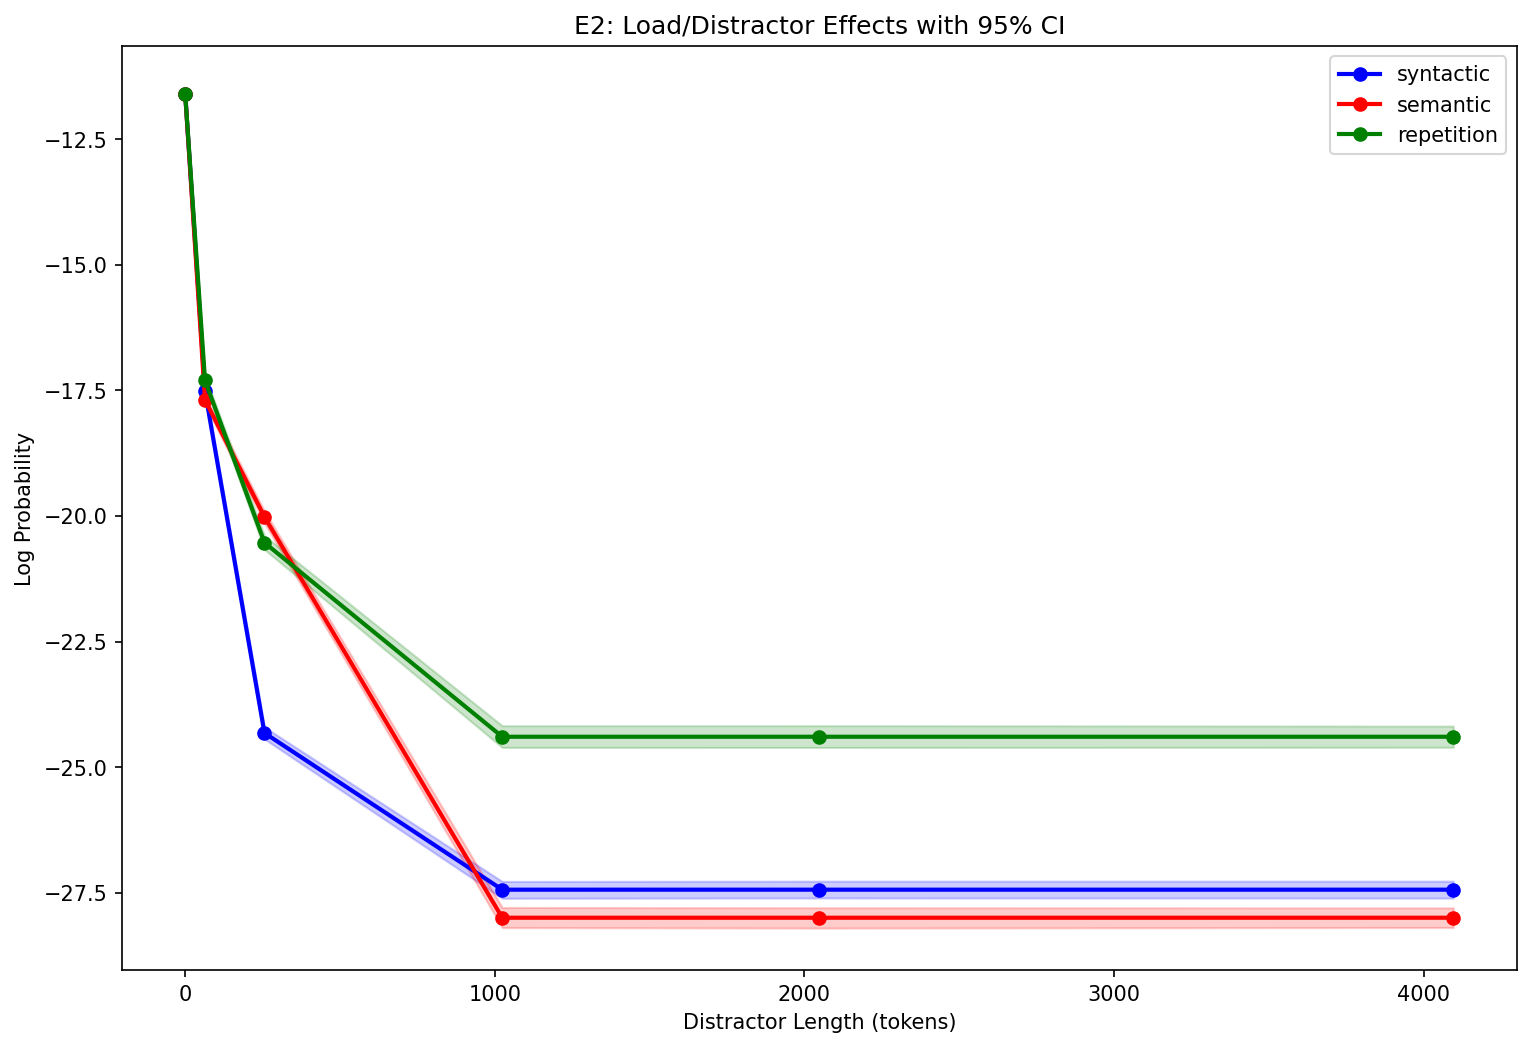 E2: Load/Distractor Effects with 95% CI
syntactic
semantic
repetition
−12.5
−15.0
−17.5
−20.0
−22.5
−25.0
−27.5
Log Probability
0 1000 2000 3000 4000
Distractor Length (tokens)